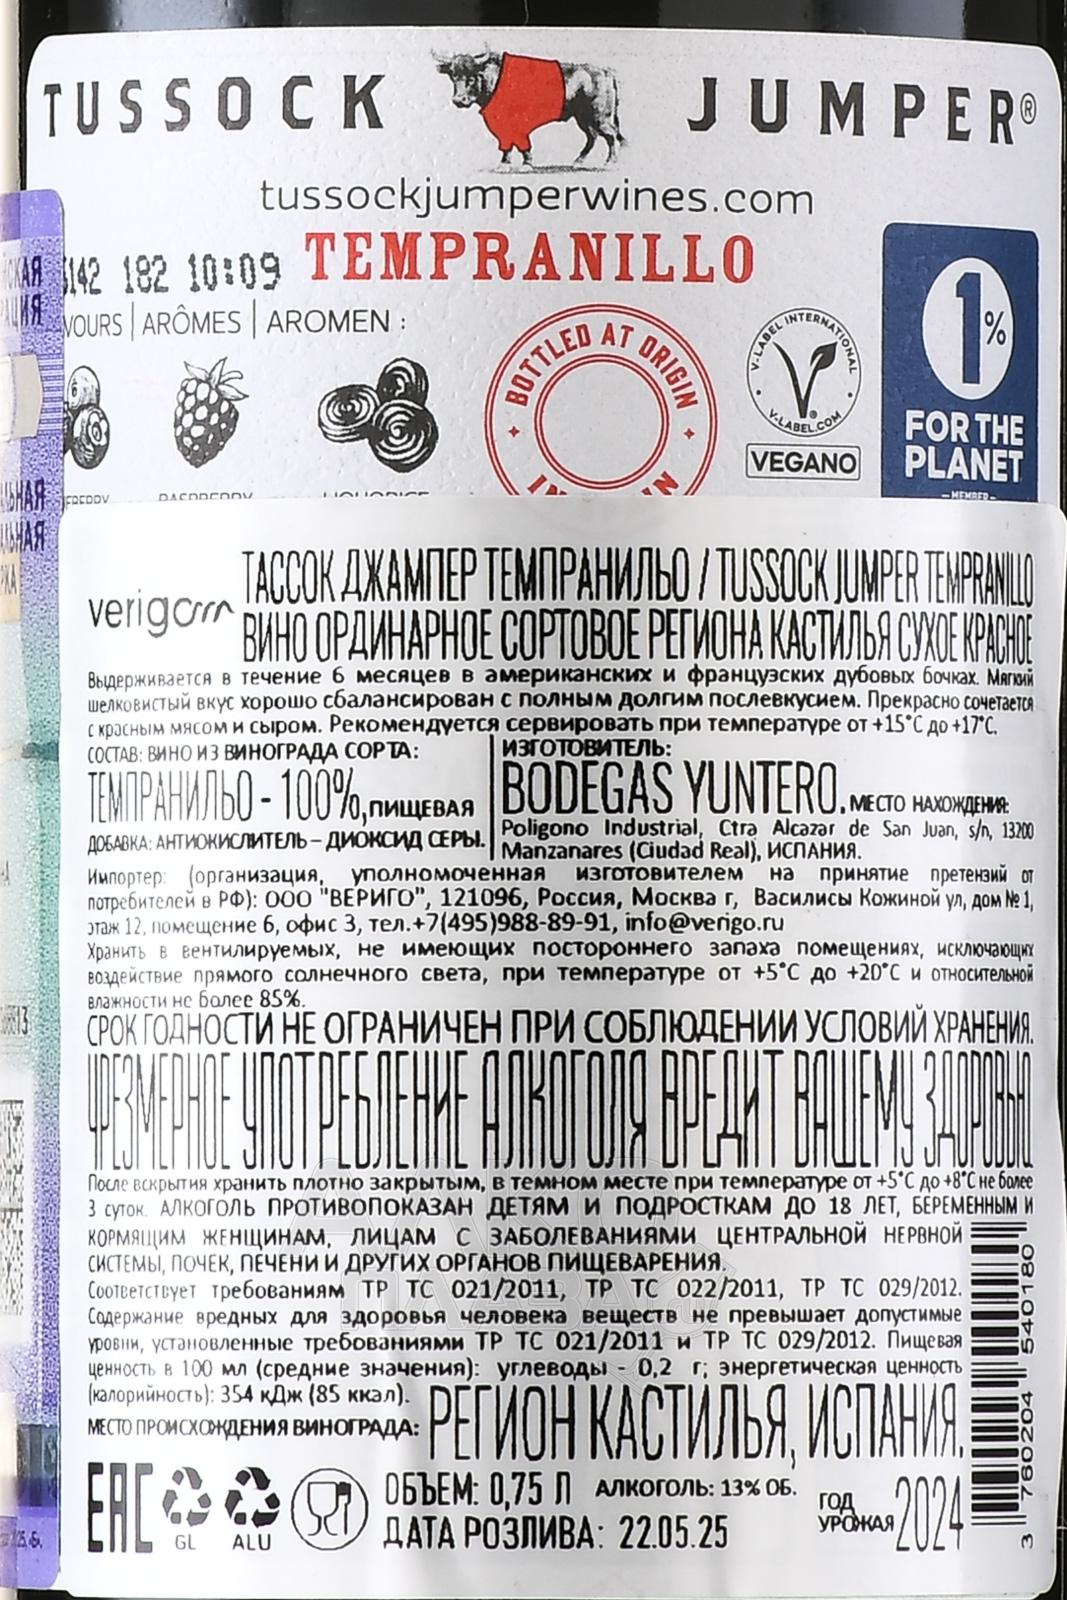 TUSSOCK JUMPER®
tussockjumperwines.com
TEMPRANILLO
142 182 10:09
VOURS | ARÔMES | AROMEN :
BOTTLED AT ORIGIN
V-LABEL INTERNATIONAL
V-LABEL.COM
VEGANO
1%
FOR THE
PLANET
MEMBER
RASPBERRY
verigo
ТАССОК ДЖАМПЕР ТЕМПРАНИЛЬО / TUSSOCK JUMPER TEMPRANILLO
ВИНО ОРДИНАРНОЕ СОРТОВОЕ РЕГИОНА КАСТИЛЬЯ СУХОЕ КРАСНОЕ
Выдерживается в течение 6 месяцев в американских и французских дубовых бочках. Мягкий
шелковистый вкус хорошо сбалансирован с полным долгим послевкусием. Прекрасно сочетается
с красным мясом и сыром. Рекомендуется сервировать при температуре от +15°С до +17°С.
СОСТАВ: ВИНО ИЗ ВИНОГРАДА СОРТА:
ТЕМПРАНИЛЬО - 100%, ПИЩЕВАЯ
ДОБАВКА: АНТИОКИСЛИТЕЛЬ – ДИОКСИД СЕРЫ.
ИЗГОТОВИТЕЛЬ:
BODEGAS YUNTERO. МЕСТО НАХОЖДЕНИЯ:
Poligono Industrial, Ctra Alcazar de San Juan, s/n, 13200
Manzanares (Ciudad Real), ИСПАНИЯ.
Импортер: (организация, уполномоченная изготовителем на принятие претензий от
потребителей в РФ): ООО "ВЕРИГО", 121096, Россия, Москва г, Василисы Кожиной ул, дом № 1,
этаж 12, помещение 6, офис 3, тел.+7(495)988-89-91, info@verigo.ru
Хранить в вентилируемых, не имеющих постороннего запаха помещениях, исключающих
воздействие прямого солнечного света, при температуре от +5°С до +20°С и относительной
влажности не более 85%.
СРОК ГОДНОСТИ НЕ ОГРАНИЧЕН ПРИ СОБЛЮДЕНИИ УСЛОВИЙ ХРАНЕНИЯ.
ЧРЕЗМЕРНОЕ УПОТРЕБЛЕНИЕ АЛКОГОЛЯ ВРЕДИТ ВАШЕМУ ЗДОРОВЬЮ
После вскрытия хранить плотно закрытым, в темном месте при температуре от +5°С до +8°С не более
3 суток. АЛКОГОЛЬ ПРОТИВОПОКАЗАН ДЕТЯМ И ПОДРОСТКАМ ДО 18 ЛЕТ, БЕРЕМЕННЫМ И
КОРМЯЩИМ ЖЕНЩИНАМ, ЛИЦАМ С ЗАБОЛЕВАНИЯМИ ЦЕНТРАЛЬНОЙ НЕРВНОЙ
СИСТЕМЫ, ПОЧЕК, ПЕЧЕНИ И ДРУГИХ ОРГАНОВ ПИЩЕВАРЕНИЯ.
Соответствует требованиям ТР ТС 021/2011, ТР ТС 022/2011, ТР ТС 029/2012.
Содержание вредных для здоровья человека веществ не превышает допустимые
уровни, установленные требованиями ТР ТС 021/2011 и ТР ТС 029/2012. Пищевая
ценность в 100 мл (средние значения): углеводы - 0,2 г; энергетическая ценность
(калорийность): 354 кДж (85 ккал).
МЕСТО ПРОИСХОЖДЕНИЯ ВИНОГРАДА: РЕГИОН КАСТИЛЬЯ, ИСПАНИЯ.
EAC GL ALU
ОБЪЕМ: 0,75 Л АЛКОГОЛЬ: 13% ОБ.
ДАТА РОЗЛИВА: 22.05.25
ГОД
УРОЖАЯ 2024
3 760204 540180